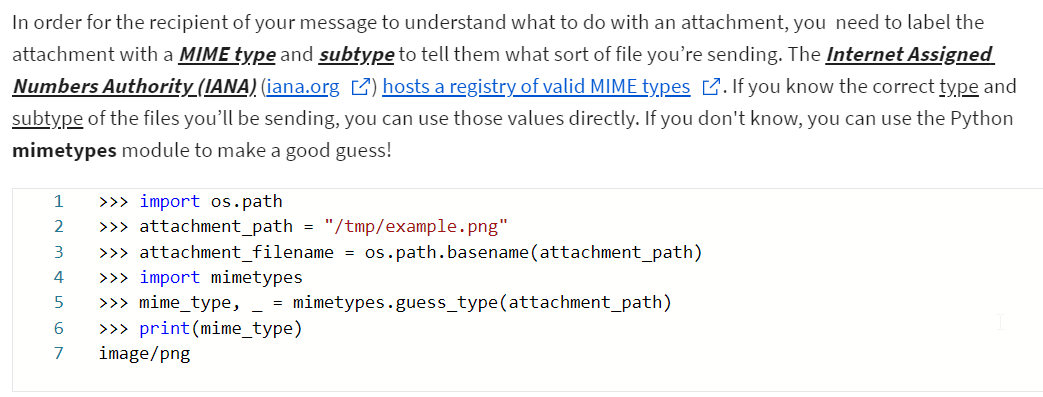 In order for the recipient of your message to understand what to do with an attachment, you  need to label the
attachment with a MIME type and subtype to tell them what sort of file you’re sending. The Internet Assigned
Numbers Authority (IANA) (iana.org) hosts a registry of valid MIME types. If you know the correct type and
subtype of the files you’ll be sending, you can use those values directly. If you don't know, you can use the Python
mimetypes module to make a good guess!
1 >>> import os.path
2 >>> attachment_path = "/tmp/example.png"
3 >>> attachment_filename = os.path.basename(attachment_path)
4 >>> import mimetypes
5 >>> mime_type, _ = mimetypes.guess_type(attachment_path)
6 >>> print(mime_type)
7 image/png